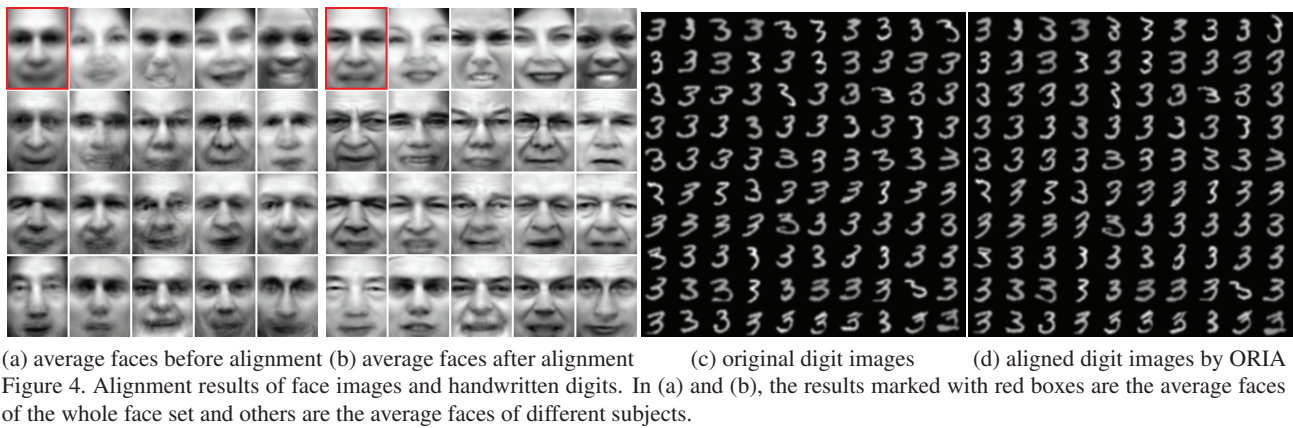 (a) average faces before alignment (b) average faces after alignment (c) original digit images (d) aligned digit images by ORIA
Figure 4. Alignment results of face images and handwritten digits. In (a) and (b), the results marked with red boxes are the average faces
of the whole face set and others are the average faces of different subjects.